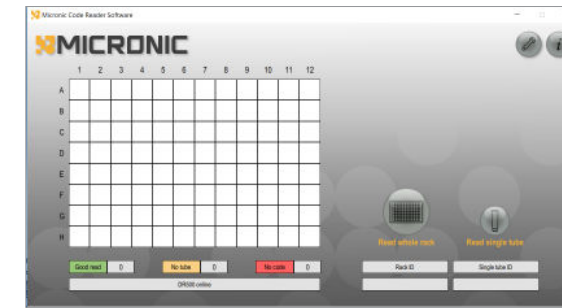 Micronic Code Reader Software
MICRONIC
1 2 3 4 5 6 7 8 9 10 11 12
A
B
C
D
E
F
G
H
Read whole rack Read single tube
Good read 0 No tube 0 No code 0 Rack ID Single tube ID
DR500 online